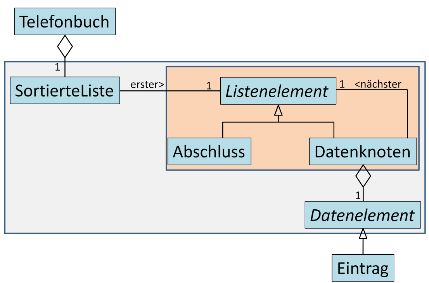 Telefonbuch
1
SortierteListe
erster>
1
Listenelement
1
<nächster
Abschluss
Datenknoten
1
Datenelement
Eintrag